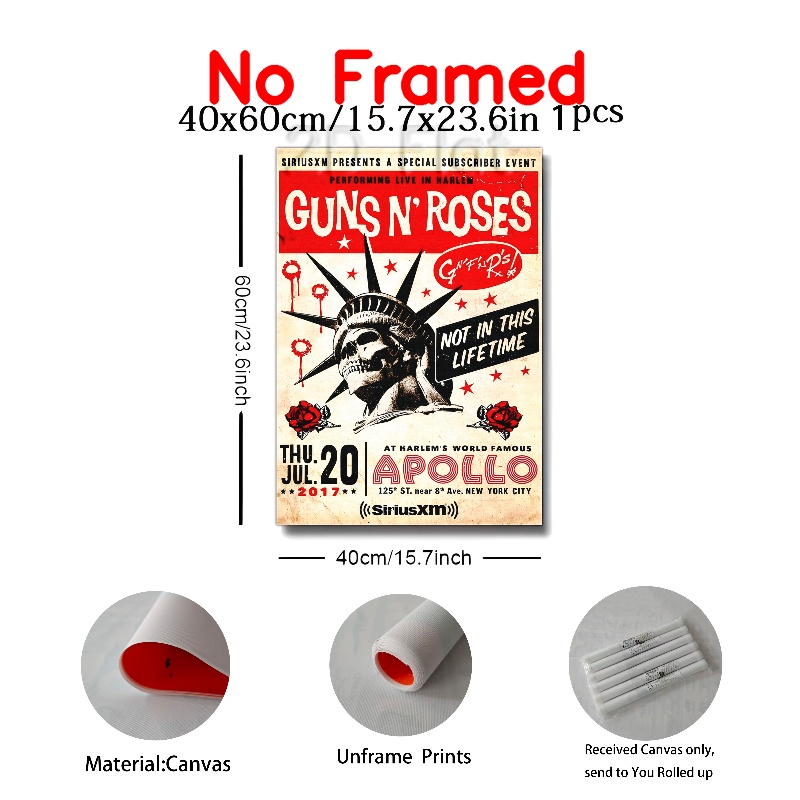 No Framed
40x60cm/15.7x23.6in 1pcs
SIRIUSXM PRESENTS A SPECIAL SUBSCRIBER EVENT
PERFORMING LIVE IN HARLEM
GUNS N' ROSES
GN'F'N'R's!
NOT IN THIS
LIFETIME
60cm/23.6inch
THU.
JUL. 20
2017
AT HARLEM'S WORLD FAMOUS
APOLLO
125th ST. near 8th Ave. NEW YORK CITY
((SiriusXM))
40cm/15.7inch
Material:Canvas
Unframe Prints
Received Canvas only,
send to You Rolled up